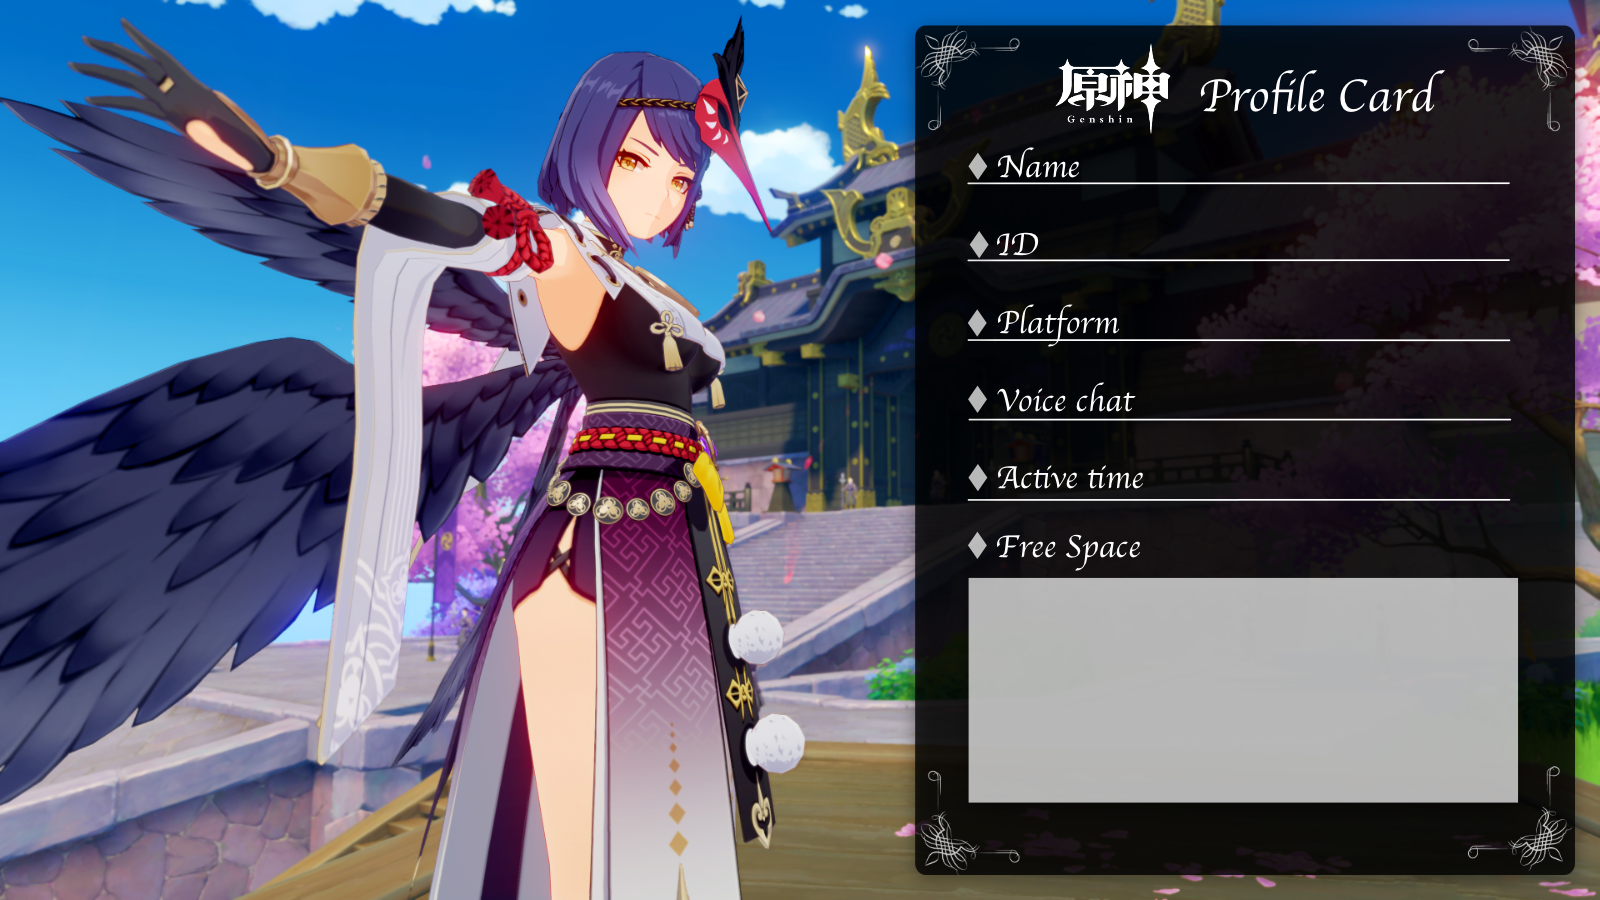 原神
Genshin
Profile Card
Name
ID
Platform
Voice chat
Active time
Free Space